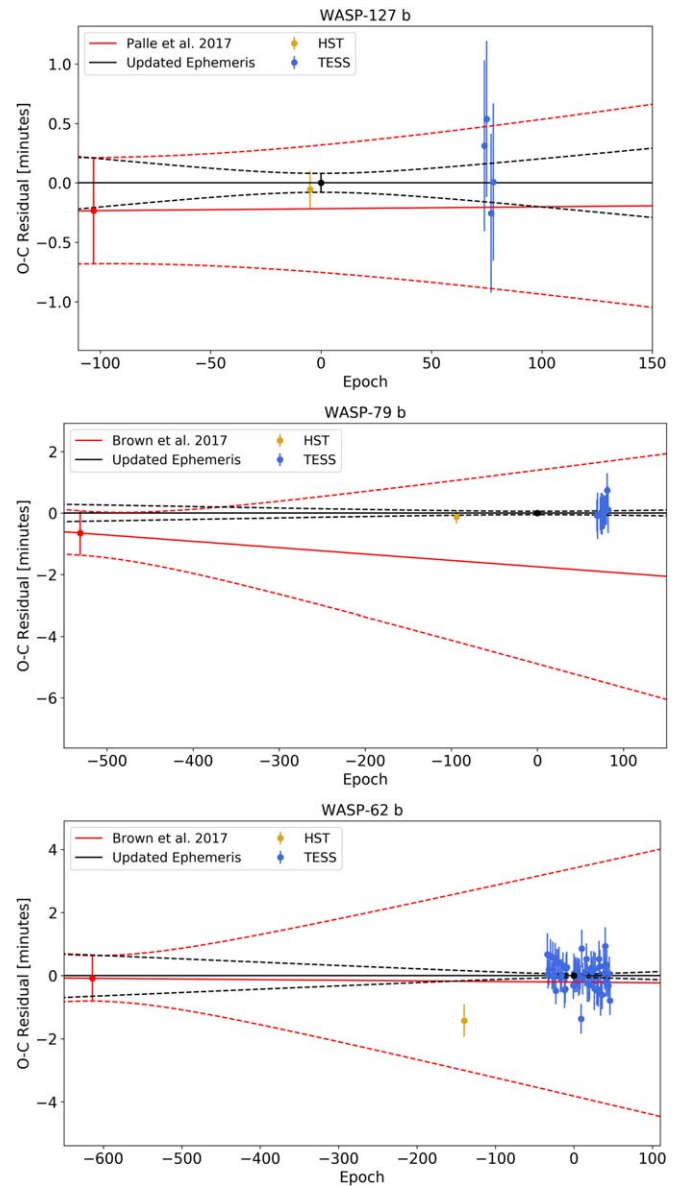 WASP-127 b
Palle et al. 2017
Updated Ephemeris
HST
TESS
O-C Residual [minutes]
1.0
0.5
0.0
−0.5
−1.0
−100 −50 0 50 100 150
Epoch
WASP-79 b
Brown et al. 2017
Updated Ephemeris
HST
TESS
O-C Residual [minutes]
2
0
−2
−4
−6
−500 −400 −300 −200 −100 0 100
Epoch
WASP-62 b
Brown et al. 2017
Updated Ephemeris
HST
TESS
O-C Residual [minutes]
4
2
0
−2
−4
−600 −500 −400 −300 −200 −100 0 100
Epoch